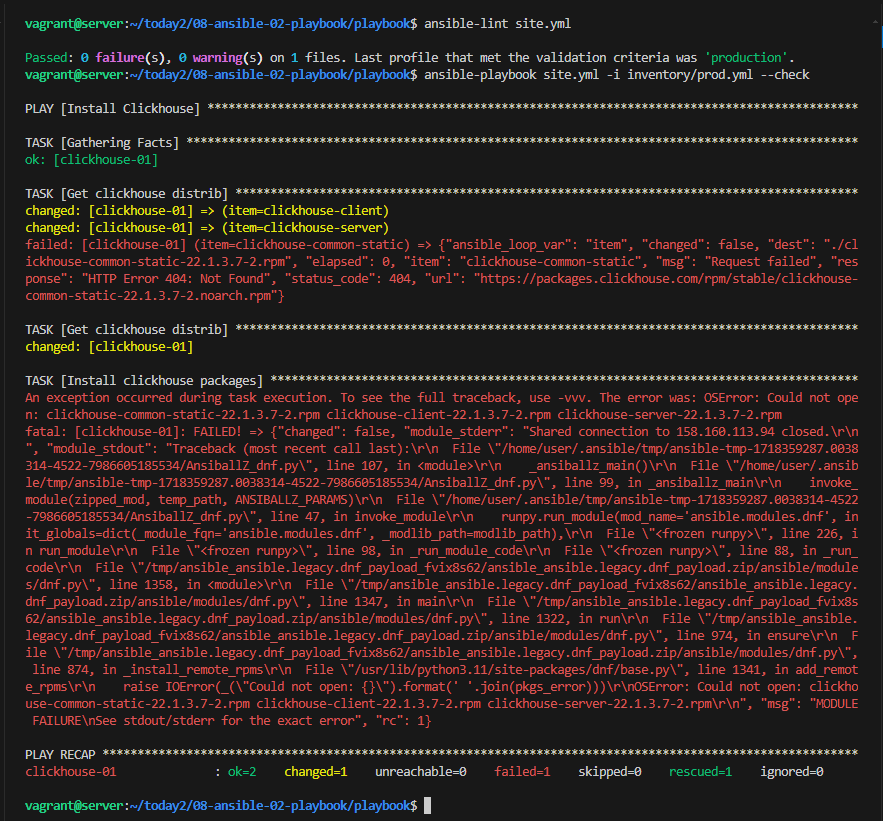 vagrant@server:~/today2/08-ansible-02-playbook/playbook$ ansible-lint site.yml
Passed: 0 failure(s), 0 warning(s) on 1 files. Last profile that met the validation criteria was 'production'.
vagrant@server:~/today2/08-ansible-02-playbook/playbook$ ansible-playbook site.yml -i inventory/prod.yml --check
PLAY [Install Clickhouse] *********************************************************************************************
TASK [Gathering Facts] ************************************************************************************************
ok: [clickhouse-01]
TASK [Get clickhouse distrib] *****************************************************************************************
changed: [clickhouse-01] => (item=clickhouse-client)
changed: [clickhouse-01] => (item=clickhouse-server)
failed: [clickhouse-01] (item=clickhouse-common-static) => {"ansible_loop_var": "item", "changed": false, "dest": "./cl
ickhouse-common-static-22.1.3.7-2.rpm", "elapsed": 0, "item": "clickhouse-common-static", "msg": "Request failed", "res
ponse": "HTTP Error 404: Not Found", "status_code": 404, "url": "https://packages.clickhouse.com/rpm/stable/clickhouse-
common-static-22.1.3.7-2.noarch.rpm"}
TASK [Get clickhouse distrib] *****************************************************************************************
changed: [clickhouse-01]
TASK [Install clickhouse packages] ************************************************************************************
An exception occurred during task execution. To see the full traceback, use -vvv. The error was: OSError: Could not ope
n: clickhouse-common-static-22.1.3.7-2.rpm clickhouse-client-22.1.3.7-2.rpm clickhouse-server-22.1.3.7-2.rpm
fatal: [clickhouse-01]: FAILED! => {"changed": false, "module_stderr": "Shared connection to 158.160.113.94 closed.\r\n
", "module_stdout": "Traceback (most recent call last):\r\n  File \"/home/user/.ansible/tmp/ansible-tmp-1718359287.0038
314-4522-7986605185534/AnsiballZ_dnf.py\", line 107, in <module>\r\n    _ansiballz_main()\r\n  File \"/home/user/.ansib
le/tmp/ansible-tmp-1718359287.0038314-4522-7986605185534/AnsiballZ_dnf.py\", line 99, in _ansiballz_main\r\n    invoke_
module(zipped_mod, temp_path, ANSIBALLZ_PARAMS)\r\n  File \"/home/user/.ansible/tmp/ansible-tmp-1718359287.0038314-4522
-7986605185534/AnsiballZ_dnf.py\", line 47, in invoke_module\r\n    runpy.run_module(mod_name='ansible.modules.dnf', in
it_globals=dict(_module_fqn='ansible.modules.dnf', _modlib_path=modlib_path),\r\n  File \"<frozen runpy>\", line 226, i
n run_module\r\n  File \"<frozen runpy>\", line 98, in _run_module_code\r\n  File \"<frozen runpy>\", line 88, in _run_
code\r\n  File \"/tmp/ansible_ansible.legacy.dnf_payload_fvix8s62/ansible_ansible.legacy.dnf_payload.zip/ansible/module
s/dnf.py\", line 1358, in <module>\r\n  File \"/tmp/ansible_ansible.legacy.dnf_payload_fvix8s62/ansible_ansible.legacy.
dnf_payload.zip/ansible/modules/dnf.py\", line 1347, in main\r\n  File \"/tmp/ansible_ansible.legacy.dnf_payload_fvix8s
62/ansible_ansible.legacy.dnf_payload.zip/ansible/modules/dnf.py\", line 1322, in run\r\n  File \"/tmp/ansible_ansible.
legacy.dnf_payload_fvix8s62/ansible_ansible.legacy.dnf_payload.zip/ansible/modules/dnf.py\", line 974, in ensure\r\n  F
ile \"/tmp/ansible_ansible.legacy.dnf_payload_fvix8s62/ansible_ansible.legacy.dnf_payload.zip/ansible/modules/dnf.py\",
 line 874, in _install_remote_rpms\r\n  File \"/usr/lib/python3.11/site-packages/dnf/base.py\", line 1341, in add_remot
e_rpms\r\n    raise IOError(_(\"Could not open: {}\").format(' '.join(pkgs_error)))\r\nOSError: Could not open: clickho
use-common-static-22.1.3.7-2.rpm clickhouse-client-22.1.3.7-2.rpm clickhouse-server-22.1.3.7-2.rpm\r\n", "msg": "MODULE
 FAILURE\nSee stdout/stderr for the exact error", "rc": 1}
PLAY RECAP ************************************************************************************************************
clickhouse-01              : ok=2    changed=1    unreachable=0    failed=1    skipped=0    rescued=1    ignored=0
vagrant@server:~/today2/08-ansible-02-playbook/playbook$